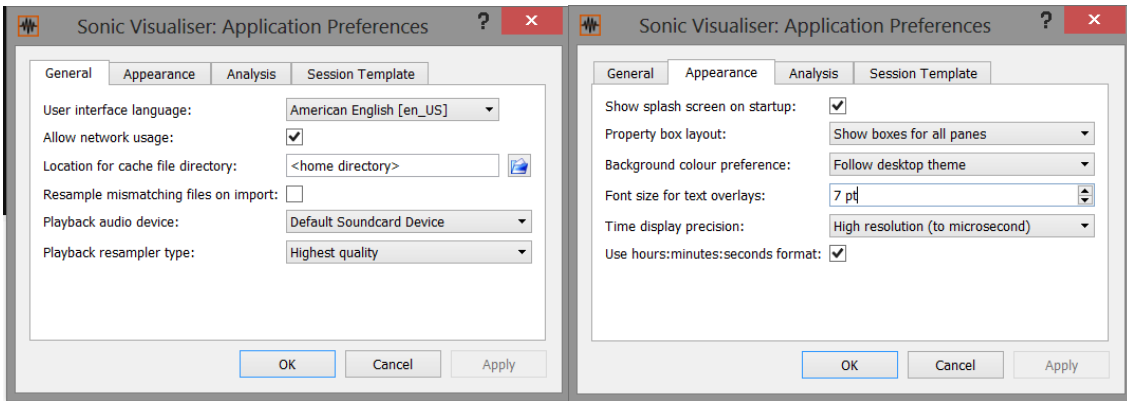 Sonic Visualiser: Application Preferences ? ×
General Appearance Analysis Session Template
User interface language: American English [en_US]
Allow network usage:
Location for cache file directory: <home directory>
Resample mismatching files on import:
Playback audio device: Default Soundcard Device
Playback resampler type: Highest quality
OK Cancel Apply
Sonic Visualiser: Application Preferences ? ×
General Appearance Analysis Session Template
Show splash screen on startup:
Property box layout: Show boxes for all panes
Background colour preference: Follow desktop theme
Font size for text overlays: 7 pt
Time display precision: High resolution (to microsecond)
Use hours:minutes:seconds format:
OK Cancel Apply